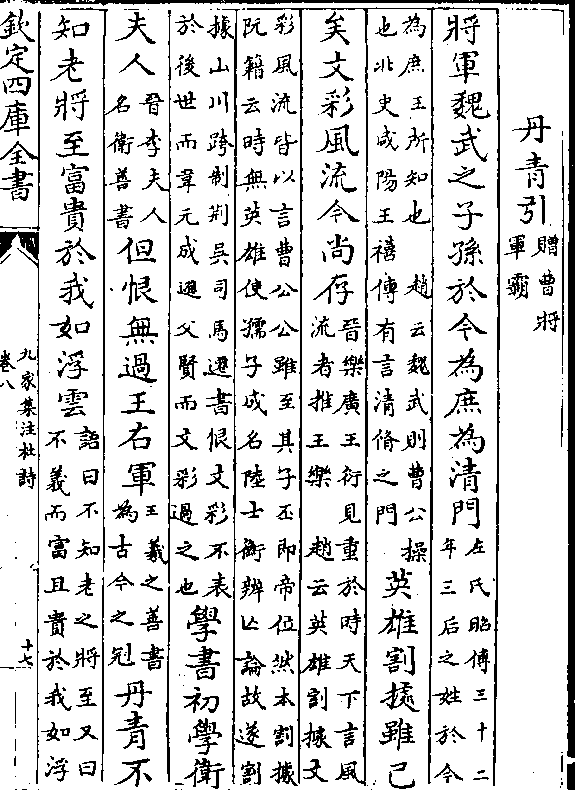 丹青引贈曹將軍霸
將軍魏武之子孫於今為庶為清門左氏昭傳三十二年三后之姓於今
為庶王所知也 趙云魏武則曹公操也北史咸陽王禧傳有言清脩之門英雄割據雖已
矣文彩風流今尚存晉樂廣王衍見重於時天下言風流者推王樂 趙云英雄割據文
彩風流皆以言曹公公雖至其子丕即帝位然本割據阮籍云時無英雄使孺子成名陸士衡辨亡論故遂割
據山川跨制荆吳司馬遷書恨文彩不表於後世而韋元成遜父賢而文彩過之也學書初學衛
夫人晉李夫人名衛善書但恨無過王右軍王羲之善書為古今之冠丹青不
知老將至富貴於我如浮雲語曰不知老之將至又曰不義而富且貴於我如浮
欽定四庫全書
九家集注杜詩
卷八
十七